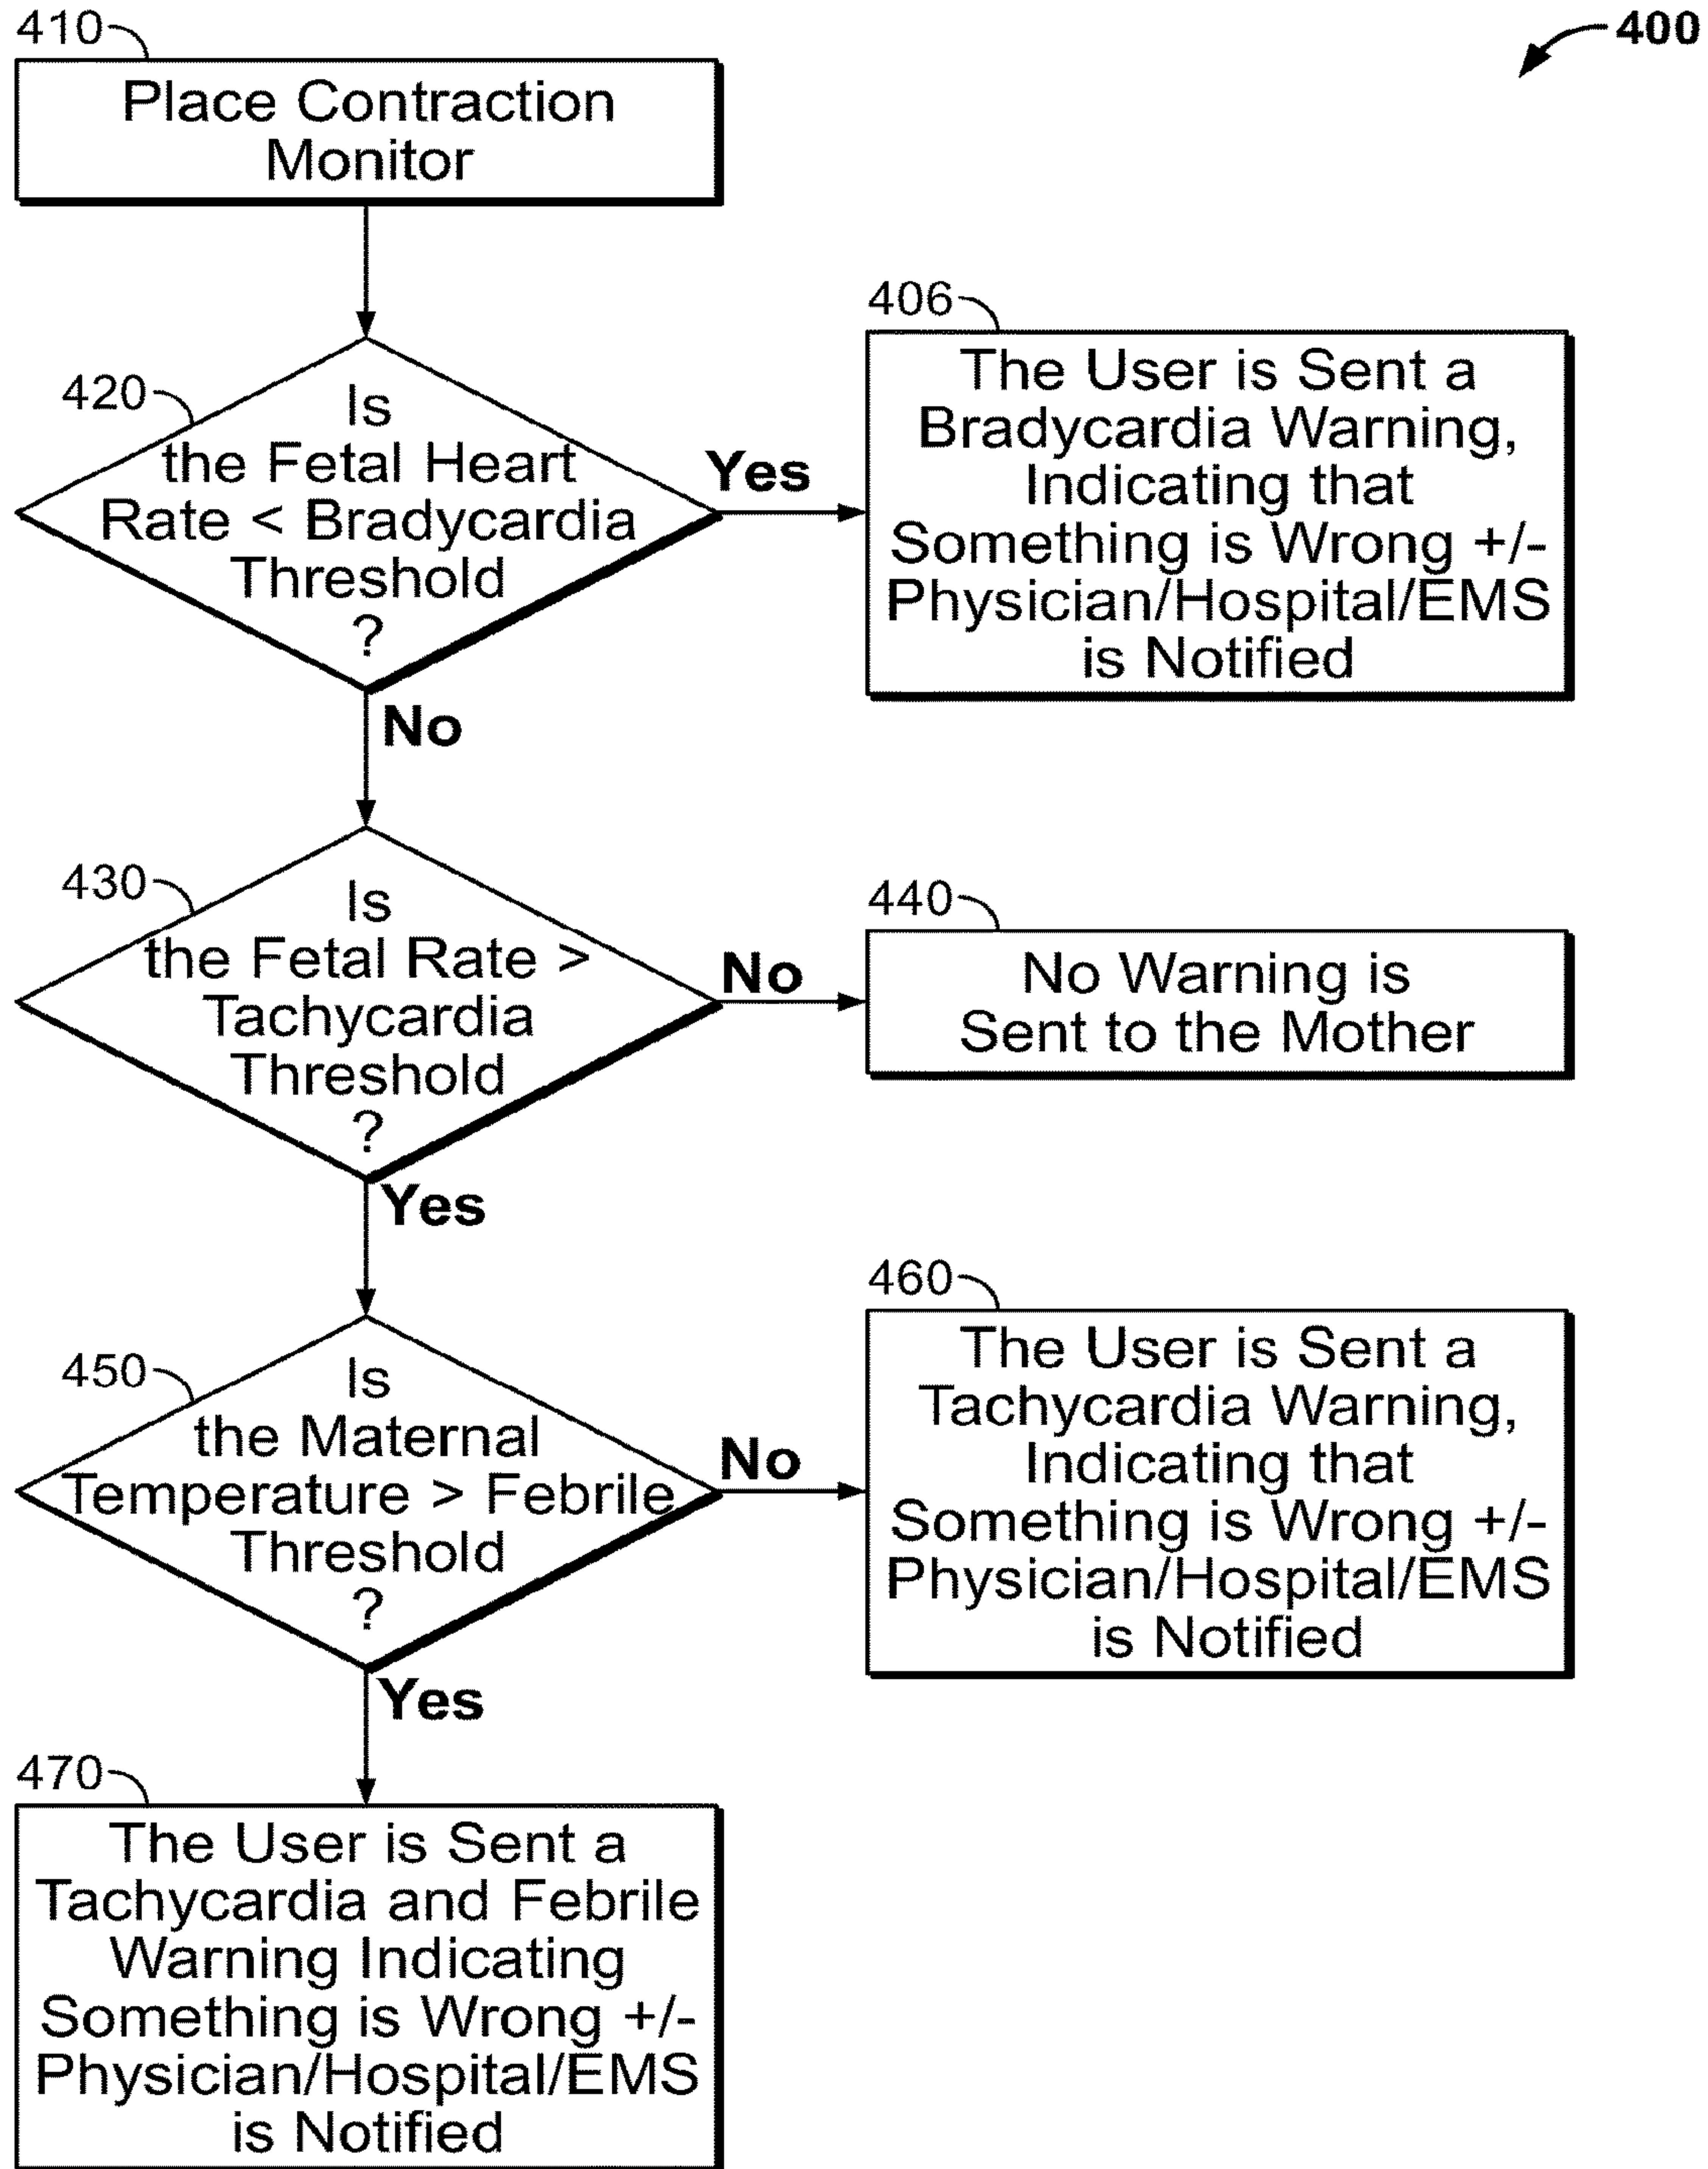 410
400
Place Contraction
Monitor
406
The User is Sent a
Bradycardia Warning,
Indicating that
Something is Wrong +/-
Physician/Hospital/EMS
is Notified
420
Is
the Fetal Heart
Rate < Bradycardia
Threshold
?
Yes
No
430
Is
the Fetal Rate >
Tachycardia
Threshold
?
No
440
No Warning is
Sent to the Mother
Yes
450
Is
the Maternal
Temperature > Febrile
Threshold
?
No
460
The User is Sent a
Tachycardia Warning,
Indicating that
Something is Wrong +/-
Physician/Hospital/EMS
is Notified
Yes
470
The User is Sent a
Tachycardia and Febrile
Warning Indicating
Something is Wrong +/-
Physician/Hospital/EMS
is Notified